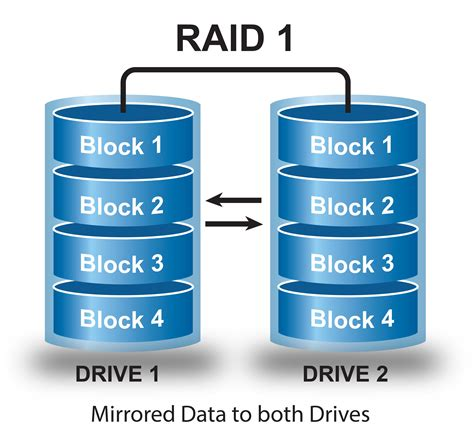 RAID 1
Block 1 Block 1
Block 2 Block 2
Block 3 Block 3
Block 4 Block 4
DRIVE 1 DRIVE 2
Mirrored Data to both Drives